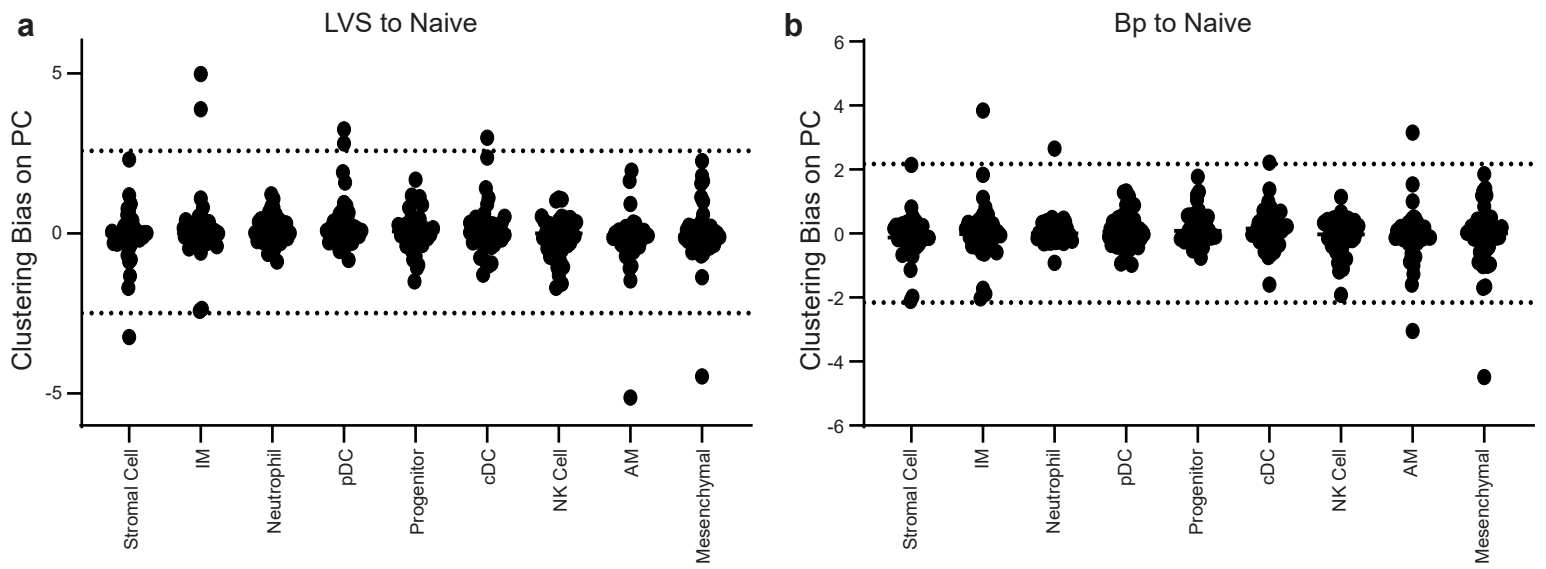 a
LVS to Naive
Clustering Bias on PC
5
0
-5
Stromal Cell
IM
Neutrophil
pDC
Progenitor
cDC
NK Cell
AM
Mesenchymal
b
Bp to Naive
Clustering Bias on PC
6
4
2
0
-2
-4
-6
Stromal Cell
IM
Neutrophil
pDC
Progenitor
cDC
NK Cell
AM
Mesenchymal